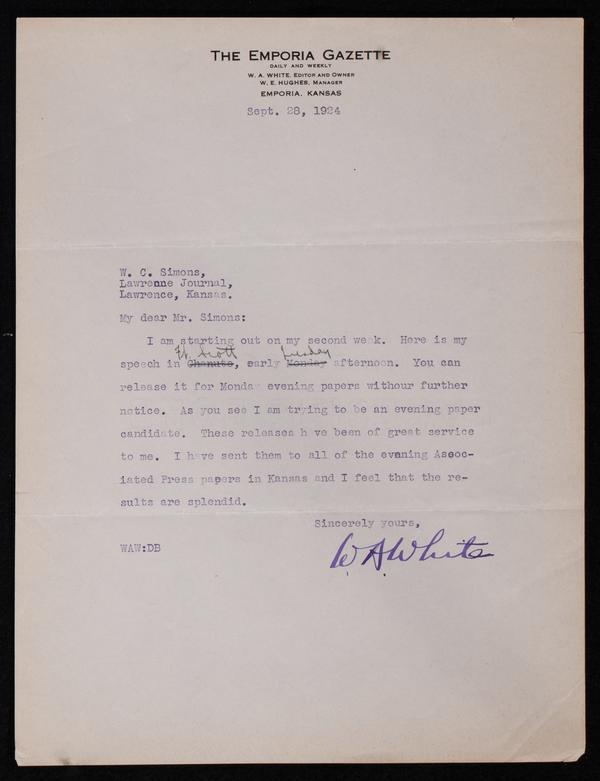 THE EMPORIA GAZETTE
DAILY AND WEEKLY
W. A. WHITE, EDITOR AND OWNER
W. E. HUGHES, MANAGER
EMPORIA, KANSAS
Sept. 28, 1924
W. C. Simons,
Lawrenne Journal,
Lawrence, Kansas.
My dear Mr. Simons:
I am starting out on my second week. Here is my
Ft. Scott Tuesday
speech in Chanute, early Monday afternoon. You can
release it for Monday evening papers withour further
notice. As you see I am trying to be an evening paper
candidate. These releases h ve been of great service
to me. I have sent them to all of the evening Assoc-
iated Press papers in Kansas and I feel that the re-
sults are splendid.
Sincerely yours,
WAW:DB
W A White